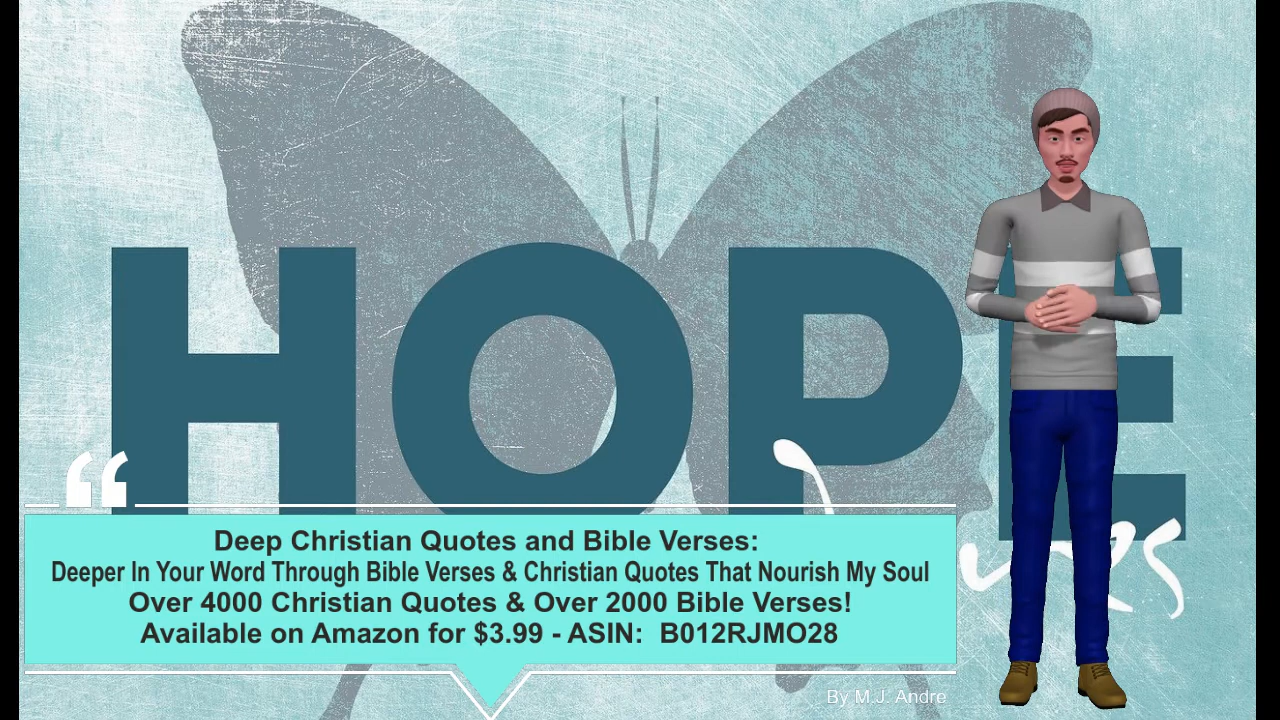 HOPE
“
Deep Christian Quotes and Bible Verses:
Deeper In Your Word Through Bible Verses & Christian Quotes That Nourish My Soul
Over 4000 Christian Quotes & Over 2000 Bible Verses!
Available on Amazon for $3.99 - ASIN:  B012RJMO28
By M.J. Andre